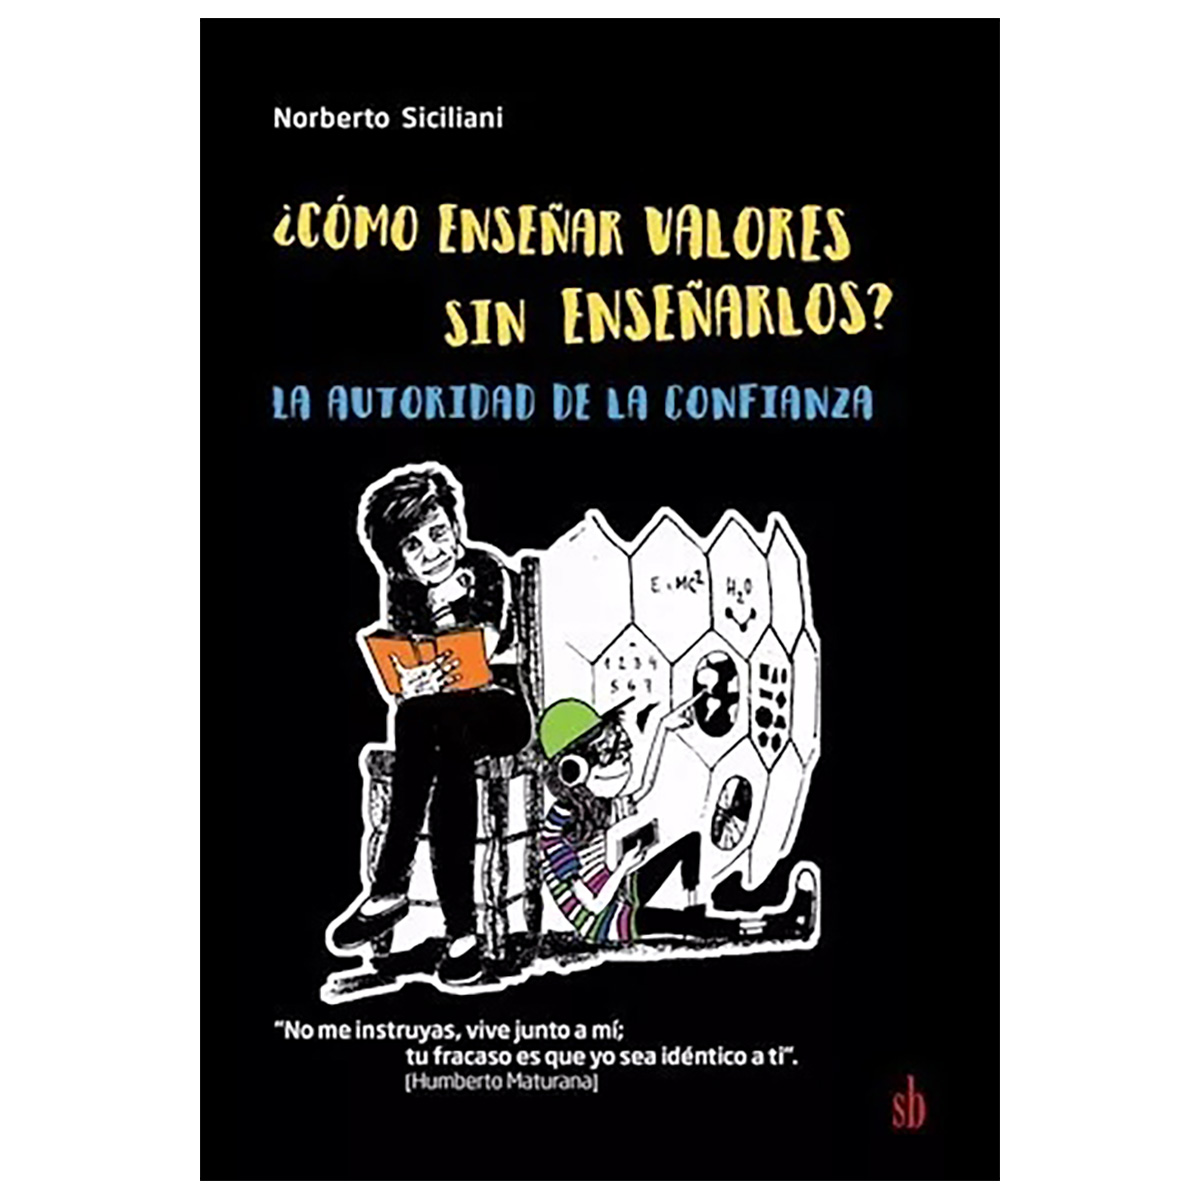 Norberto Siciliani
¿CÓMO ENSEÑAR VALORES
SIN ENSEÑARLOS?
LA AUTORIDAD DE LA CONFIANZA
E=MC²
H₂O
1 2 3 4
5 6 7
"No me instruyas, vive junto a mí;
tu fracaso es que yo sea idéntico a ti".
[Humberto Maturana]
sb